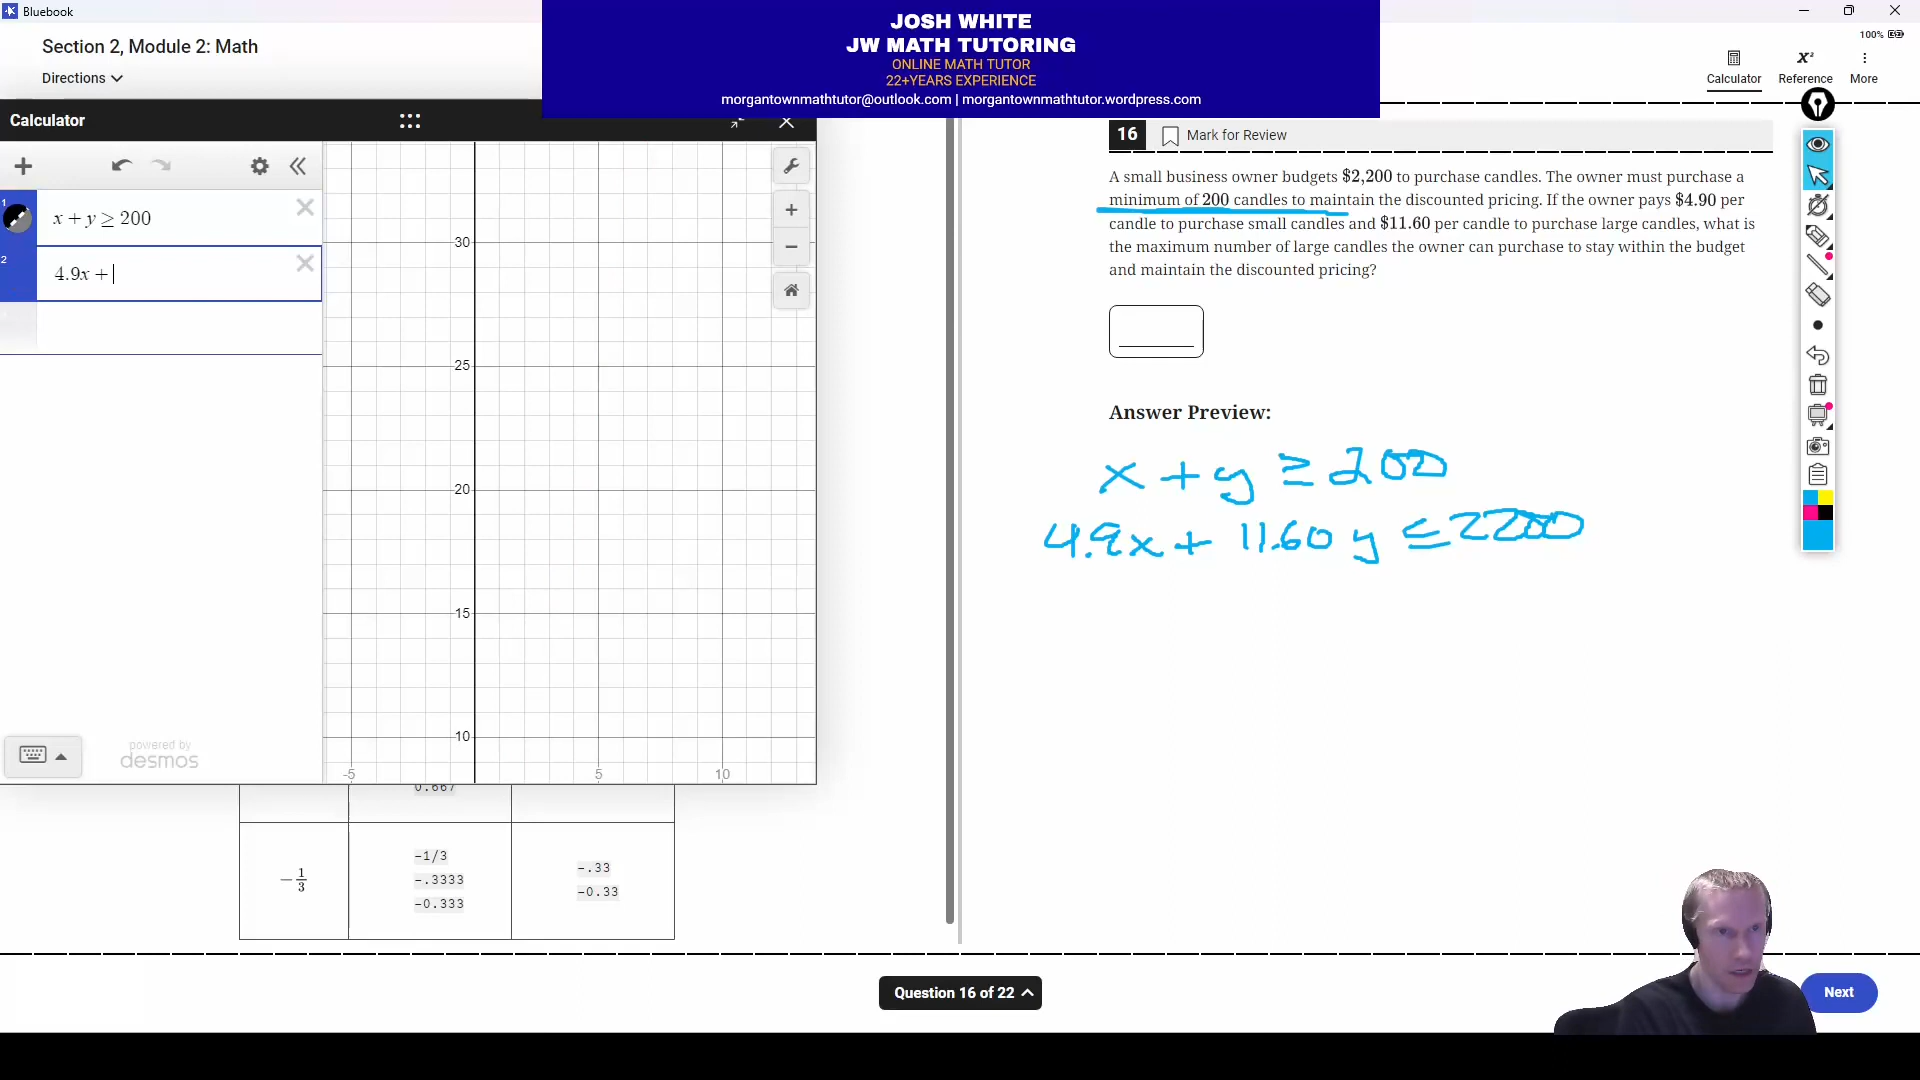 Bluebook
Section 2, Module 2: Math
Directions
JOSH WHITE
JW MATH TUTORING
ONLINE MATH TUTOR
22+YEARS EXPERIENCE
morgantownmathtutor@outlook.com | morgantownmathtutor.wordpress.com
100%
Calculator
x²
Reference
More
Calculator
1
x + y ≥ 200
2
4.9x +
30
25
20
15
10
-5
5
10
powered by
desmos
0.667
-1/3
-.3333
-0.333
-.33
-0.33
-1/3
16
Mark for Review
A small business owner budgets $2,200 to purchase candles. The owner must purchase a
minimum of 200 candles to maintain the discounted pricing. If the owner pays $4.90 per
candle to purchase small candles and $11.60 per candle to purchase large candles, what is
the maximum number of large candles the owner can purchase to stay within the budget
and maintain the discounted pricing?
Answer Preview:
x + y ≥ 200
4.9x + 11.60 y ≤ 2200
Question 16 of 22
Next